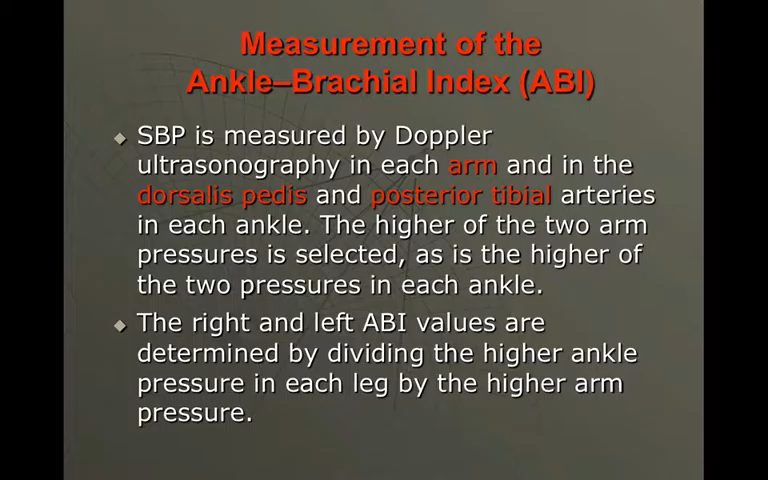 Measurement of the
Ankle–Brachial Index (ABI)
SBP is measured by Doppler
ultrasonography in each arm and in the
dorsalis pedis and posterior tibial arteries
in each ankle. The higher of the two arm
pressures is selected, as is the higher of
the two pressures in each ankle.
The right and left ABI values are
determined by dividing the higher ankle
pressure in each leg by the higher arm
pressure.